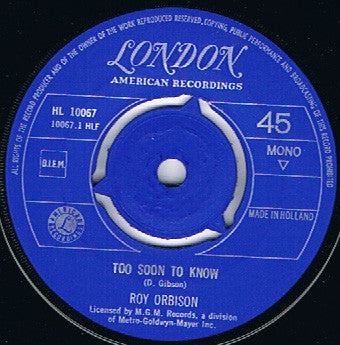 ALL RIGHTS OF THE RECORD PRODUCER AND OF THE OWNER OF THE WORK REPRODUCED RESERVED. COPYING, PUBLIC PERFORMANCE AND BROADCASTING OF THIS RECORD PROHIBITED
LONDON
AMERICAN RECORDINGS
HL 10067
10067.1 HLF
45
MONO
B.I.E.M.
MADE IN HOLLAND
AMERICAN
RECORDINGS
TOO SOON TO KNOW
(D. Gibson)
ROY ORBISON
Licensed by M.G.M. Records, a division
of Metro-Goldwyn-Mayer Inc.